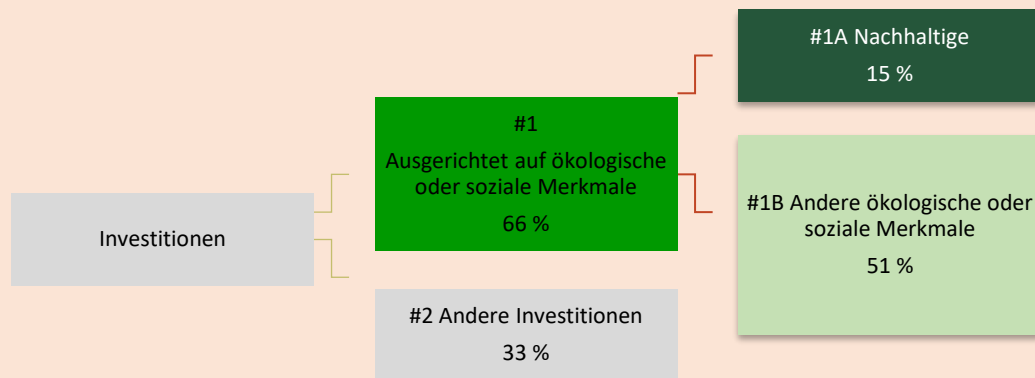 Investitionen
#1
Ausgerichtet auf ökologische
oder soziale Merkmale
66 %
#2 Andere Investitionen
33 %
#1A Nachhaltige
15 %
#1B Andere ökologische oder
soziale Merkmale
51 %